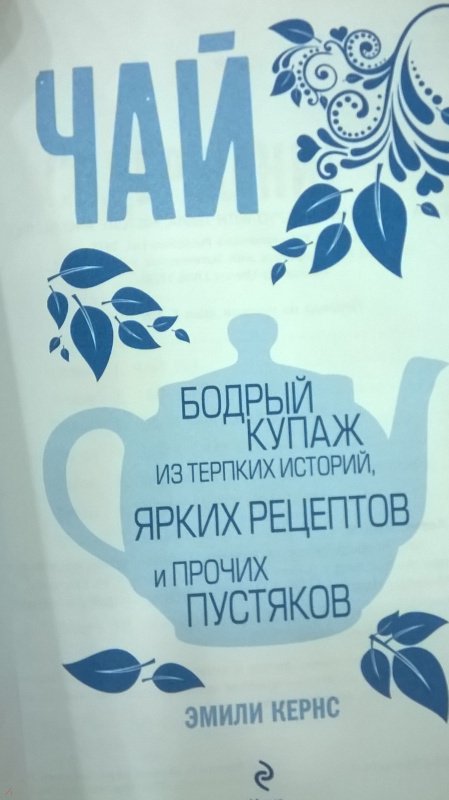 ЧАЙ
БОДРЫЙ
КУПАЖ
ИЗ ТЕРПКИХ ИСТОРИЙ,
ЯРКИХ РЕЦЕПТОВ
И ПРОЧИХ
ПУСТЯКОВ
ЭМИЛИ КЕРНС